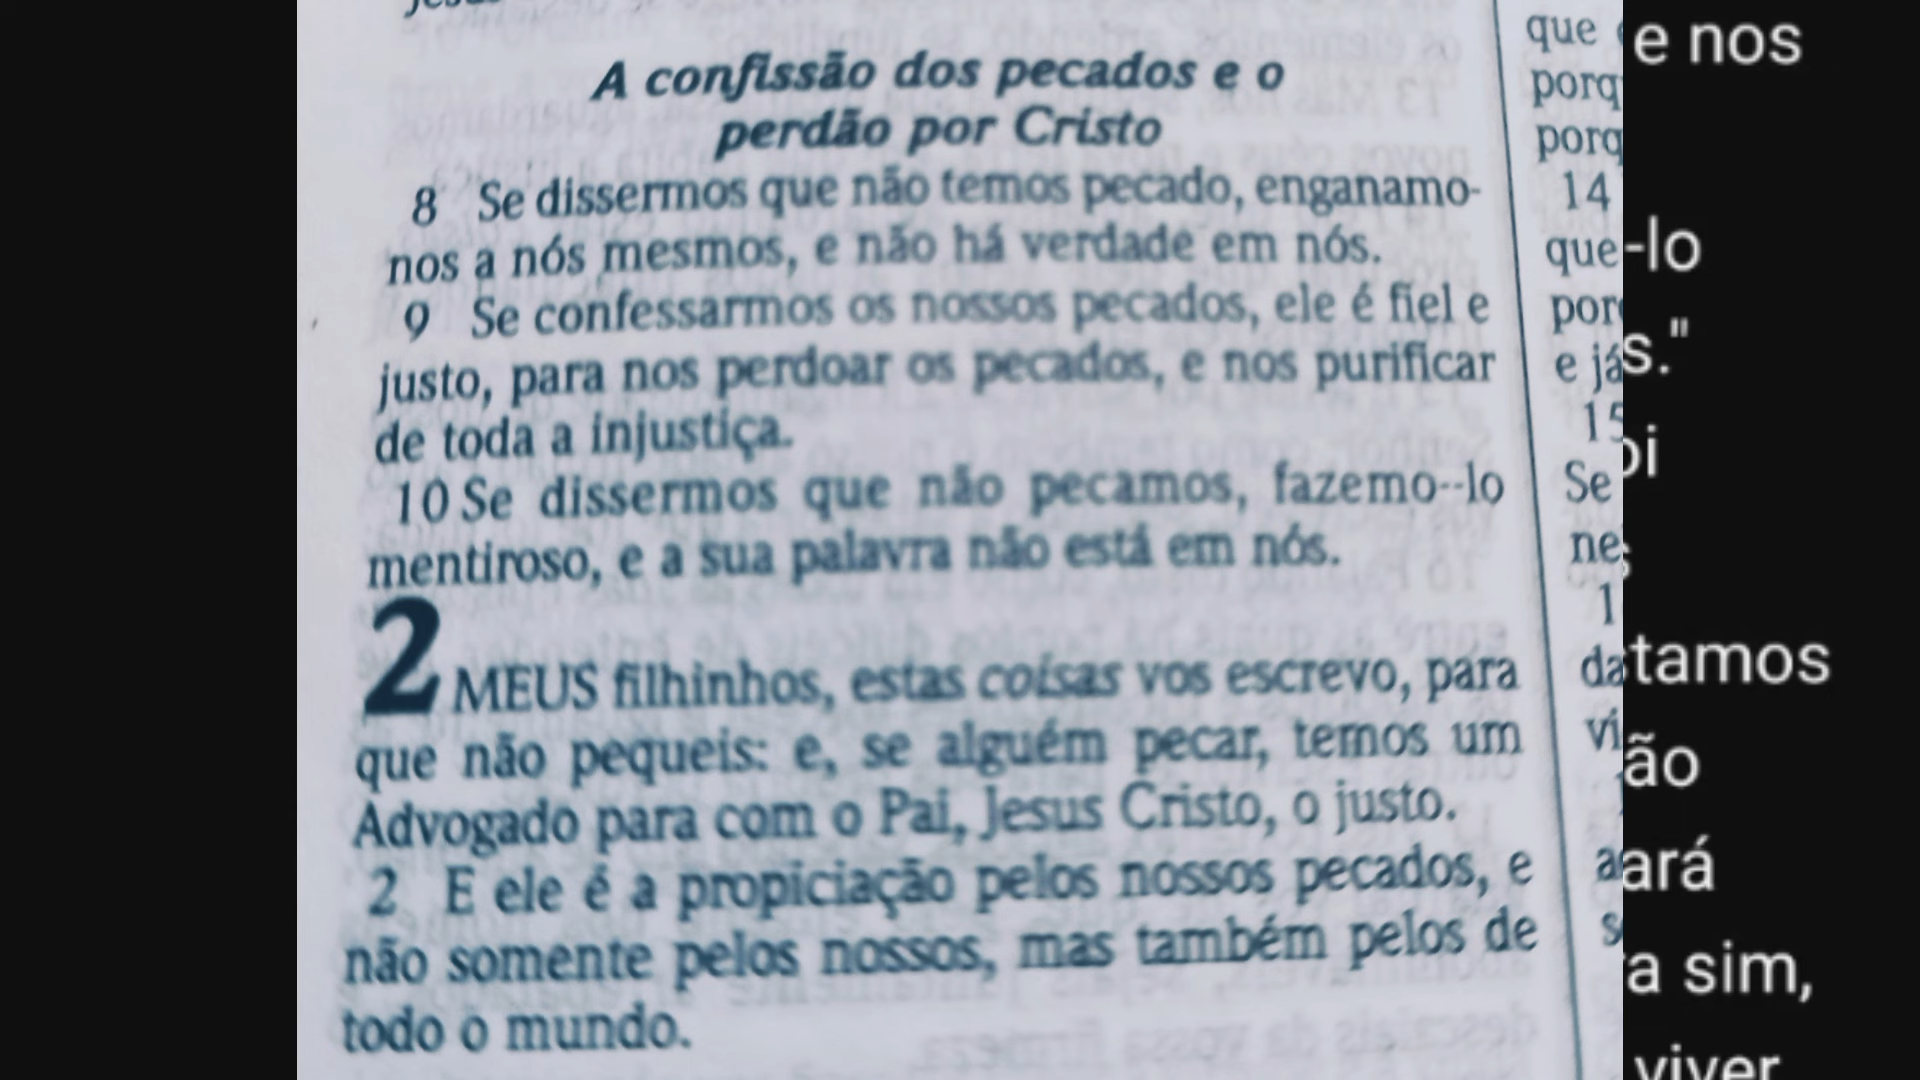 A confissão dos pecados e o
perdão por Cristo
8 Se dissermos que não temos pecado, enganamo-
nos a nós mesmos, e não há verdade em nós.
9 Se confessarmos os nossos pecados, ele é fiel e
justo, para nos perdoar os pecados, e nos purificar
de toda a injustiça.
10 Se dissermos que não pecamos, fazemo--lo
mentiroso, e a sua palavra não está em nós.
2 MEUS filhinhos, estas coisas vos escrevo, para
que não pequeis: e, se alguém pecar, temos um
Advogado para com o Pai, Jesus Cristo, o justo.
2 E ele é a propiciação pelos nossos pecados, e
não somente pelos nossos, mas também pelos de
todo o mundo.
que
14
que
e já
Se
1
e nos
-lo
s."
oi
tamos
ão
ará
a sim,
viver